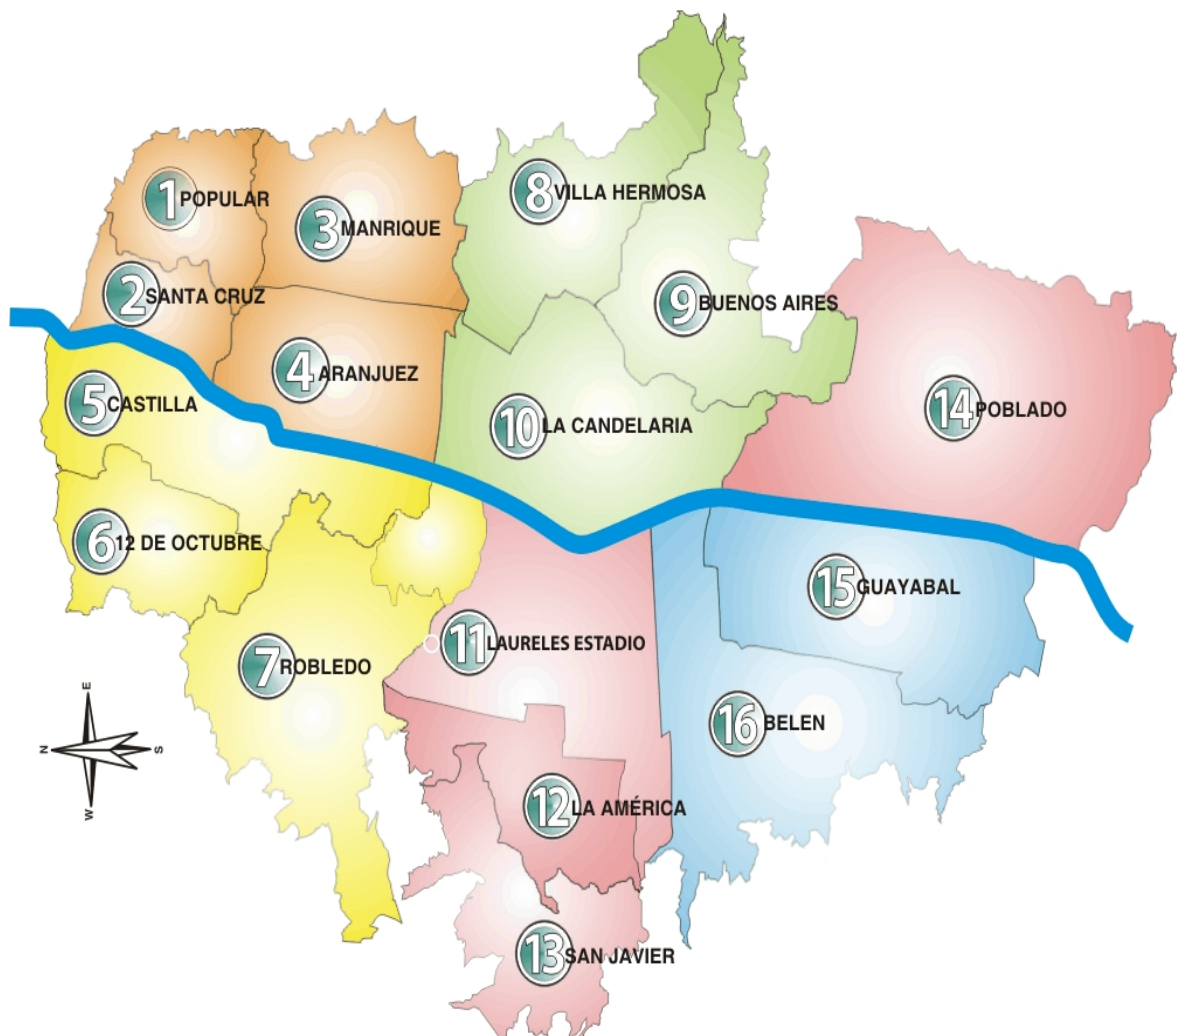 1 POPULAR
2 SANTA CRUZ
3 MANRIQUE
4 ARANJUEZ
5 CASTILLA
6 12 DE OCTUBRE
7 ROBLEDO
8 VILLA HERMOSA
9 BUENOS AIRES
10 LA CANDELARIA
11 LAURELES ESTADIO
12 LA AMÉRICA
13 SAN JAVIER
14 POBLADO
15 GUAYABAL
16 BELEN
E
N
S
W